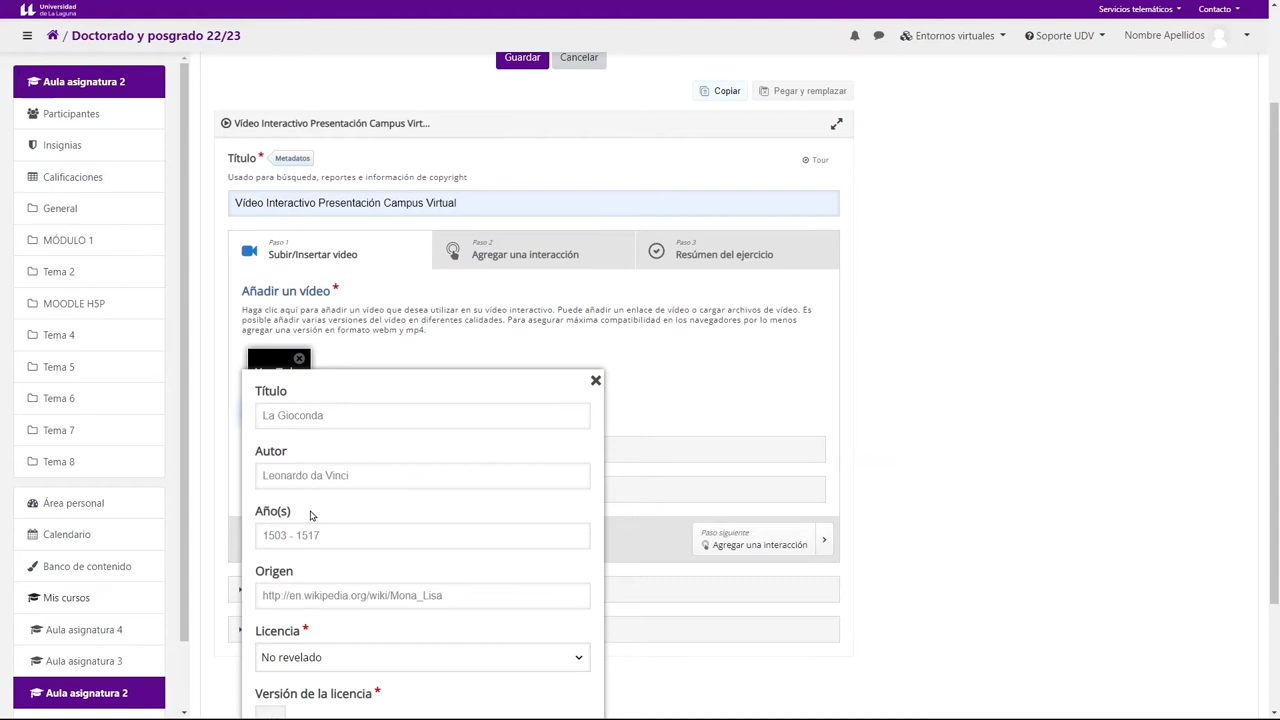 Universidad
de La Laguna
Servicios telemáticos
Contacto
/ Doctorado y posgrado 22/23
Entornos virtuales
Soporte UDV
Nombre Apellidos
Aula asignatura 2
Participantes
Insignias
Calificaciones
General
MÓDULO 1
Tema 2
MOODLE H5P
Tema 4
Tema 5
Tema 6
Tema 7
Tema 8
Área personal
Calendario
Banco de contenido
Mis cursos
Aula asignatura 4
Aula asignatura 3
Aula asignatura 2
Guardar
Cancelar
Copiar
Pegar y remplazar
Vídeo Interactivo Presentación Campus Virt...
Título *
Metadatos
Tour
Usado para búsqueda, reportes e información de copyright
Vídeo Interactivo Presentación Campus Virtual
Paso 1
Subir/Insertar video
Paso 2
Agregar una interacción
Paso 3
Resúmen del ejercicio
Añadir un vídeo *
Haga clic aquí para añadir un vídeo que desea utilizar en su vídeo interactivo. Puede añadir un enlace de vídeo o cargar archivos de vídeo. Es
posible añadir varias versiones del vídeo en diferentes calidades. Para asegurar máxima compatibilidad en los navegadores por lo menos
agregar una versión en formato webm y mp4.
Título
La Gioconda
Autor
Leonardo da Vinci
Año(s)
1503 - 1517
Origen
http://en.wikipedia.org/wiki/Mona_Lisa
Licencia *
No revelado
Versión de la licencia *
Paso siguiente
Agregar una interacción